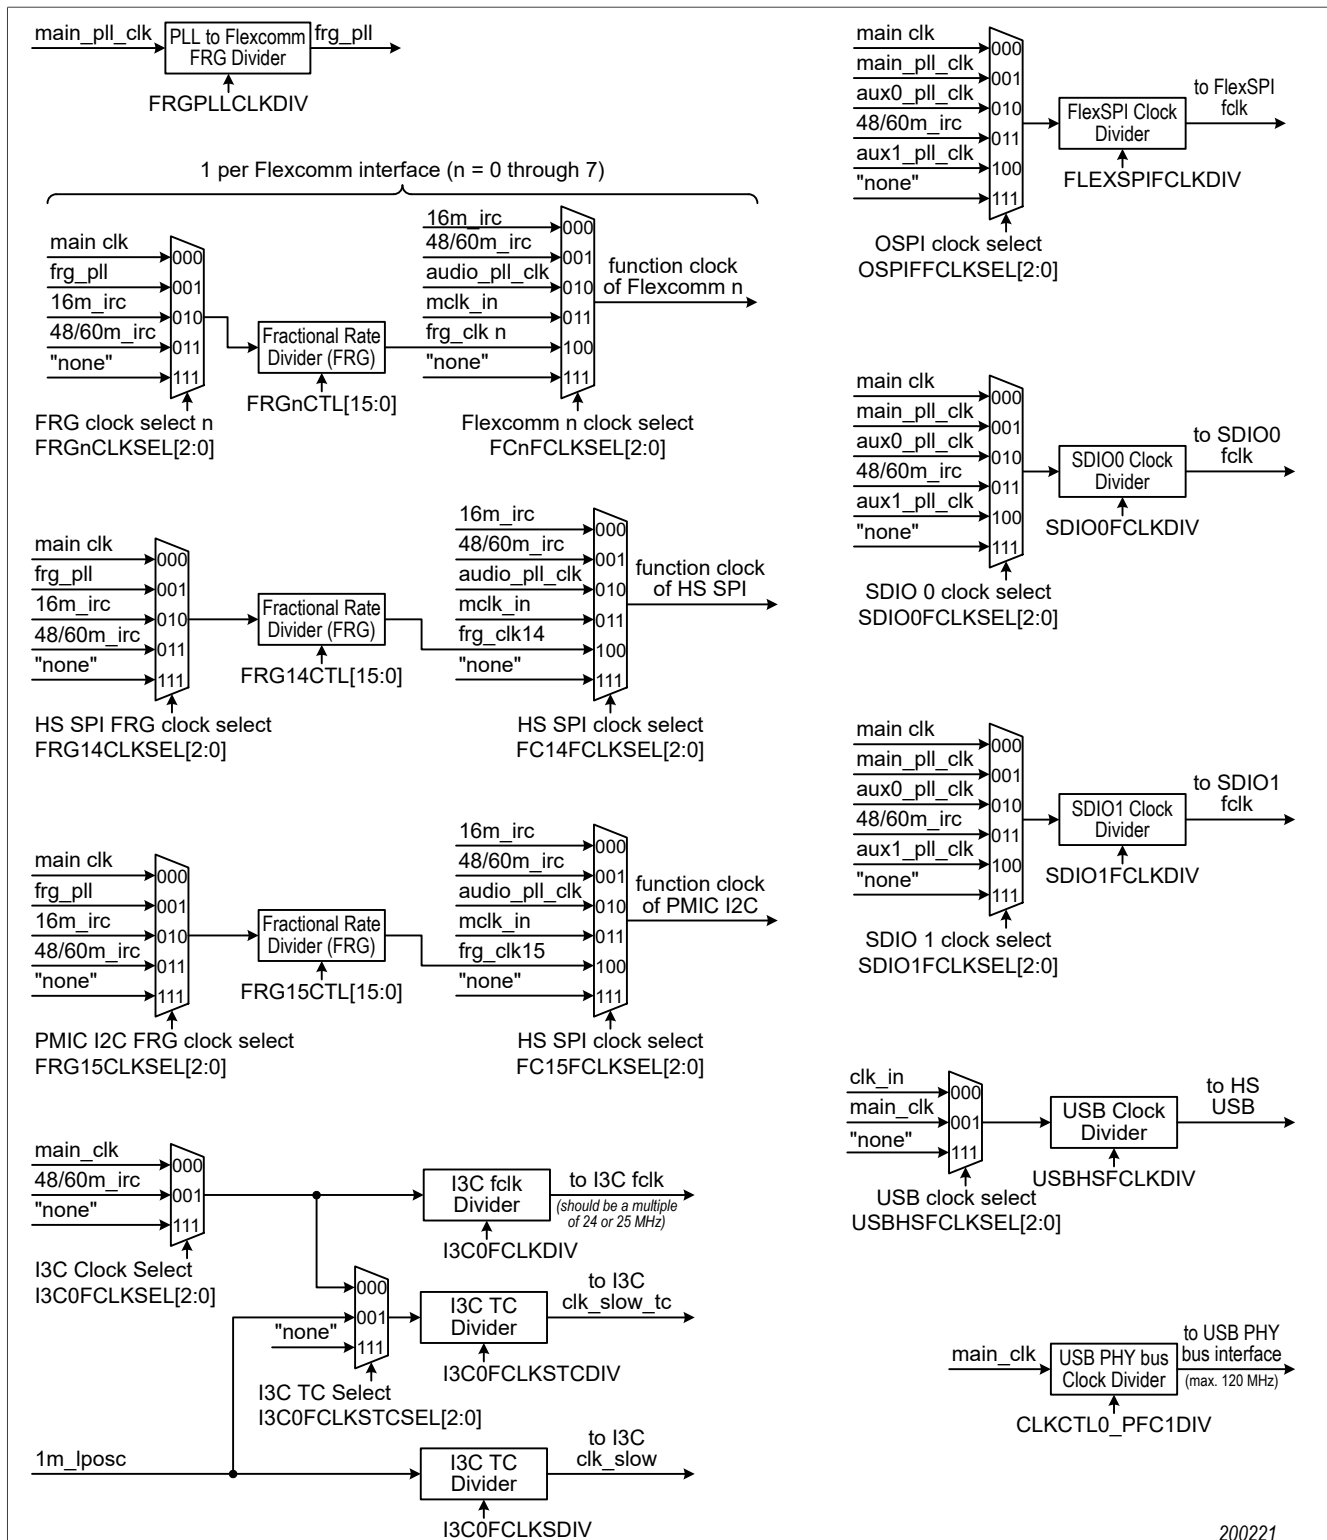 main_pll_clk
PLL to Flexcomm
FRG Divider
frg_pll
FRGPLLCLKDIV
1 per Flexcomm interface (n = 0 through 7)
main clk
frg_pll
16m_irc
48/60m_irc
"none"
000
001
010
011
111
FRG clock select n
FRGnCLKSEL[2:0]
Fractional Rate
Divider (FRG)
FRGnCTL[15:0]
16m_irc
48/60m_irc
audio_pll_clk
mclk_in
frg_clk n
"none"
000
001
010
011
100
111
Flexcomm n clock select
FCnFCLKSEL[2:0]
function clock
of Flexcomm n
main clk
frg_pll
16m_irc
48/60m_irc
"none"
000
001
010
011
111
HS SPI FRG clock select
FRG14CLKSEL[2:0]
Fractional Rate
Divider (FRG)
FRG14CTL[15:0]
16m_irc
48/60m_irc
audio_pll_clk
mclk_in
frg_clk14
"none"
000
001
010
011
100
111
HS SPI clock select
FC14FCLKSEL[2:0]
function clock
of HS SPI
main clk
frg_pll
16m_irc
48/60m_irc
"none"
000
001
010
011
111
PMIC I2C FRG clock select
FRG15CLKSEL[2:0]
Fractional Rate
Divider (FRG)
FRG15CTL[15:0]
16m_irc
48/60m_irc
audio_pll_clk
mclk_in
frg_clk15
"none"
000
001
010
011
100
111
HS SPI clock select
FC15FCLKSEL[2:0]
function clock
of PMIC I2C
main_clk
48/60m_irc
"none"
000
001
111
I3C Clock Select
I3C0FCLKSEL[2:0]
I3C fclk
Divider
I3C0FCLKDIV
to I3C fclk
(should be a multiple
of 24 or 25 MHz)
"none"
000
001
111
I3C TC Select
I3C0FCLKSTCSEL[2:0]
I3C TC
Divider
I3C0FCLKSTCDIV
to I3C
clk_slow_tc
1m_lposc
I3C TC
Divider
I3C0FCLKSDIV
to I3C
clk_slow
main clk
main_pll_clk
aux0_pll_clk
48/60m_irc
aux1_pll_clk
"none"
000
001
010
011
100
111
OSPI clock select
OSPIFFCLKSEL[2:0]
FlexSPI Clock
Divider
FLEXSPIFCLKDIV
to FlexSPI
fclk
main clk
main_pll_clk
aux0_pll_clk
48/60m_irc
aux1_pll_clk
"none"
000
001
010
011
100
111
SDIO 0 clock select
SDIO0FCLKSEL[2:0]
SDIO0 Clock
Divider
SDIO0FCLKDIV
to SDIO0
fclk
main clk
main_pll_clk
aux0_pll_clk
48/60m_irc
aux1_pll_clk
"none"
000
001
010
011
100
111
SDIO 1 clock select
SDIO1FCLKSEL[2:0]
SDIO1 Clock
Divider
SDIO1FCLKDIV
to SDIO1
fclk
clk_in
main_clk
"none"
000
001
111
USB clock select
USBHSFCLKSEL[2:0]
USB Clock
Divider
USBHSFCLKDIV
to HS
USB
main_clk
USB PHY bus
Clock Divider
CLKCTL0_PFC1DIV
to USB PHY
bus interface
(max. 120 MHz)
200221